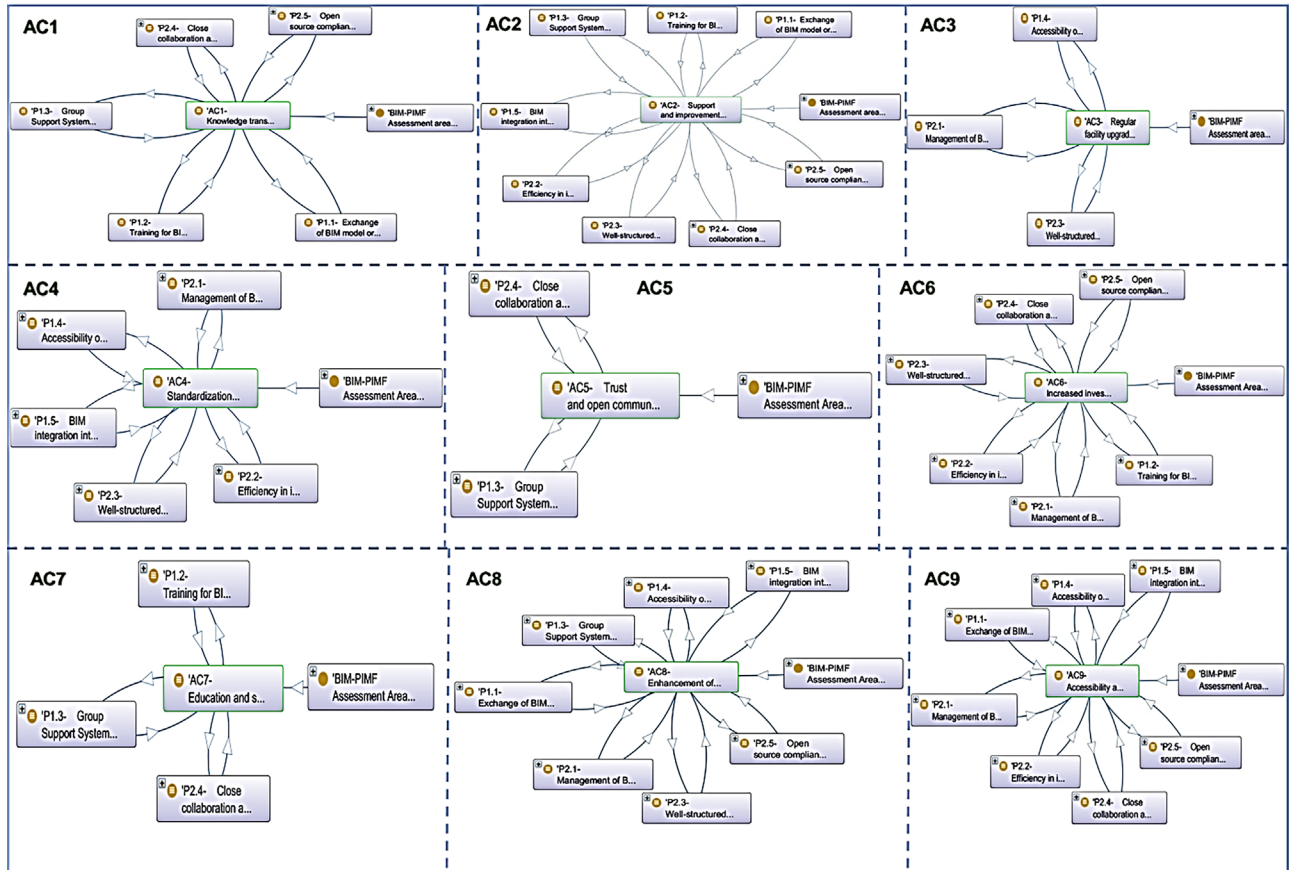 AC1
'P2.4- Close
collaboration a...
'P2.5- Open
source complian...
'P1.3- Group
Support System...
'AC1-
Knowledge trans...
'BIM-PIMF
Assessment area...
'P1.2-
Training for BI...
'P1.1- Exchange
of BIM model or...
AC2
'P1.3- Group
Support System...
'P1.2-
Training for BI...
'P1.1- Exchange
of BIM model or...
'P1.5- BIM
integration int...
'AC2- Support
and improvement...
'BIM-PIMF
Assessment area...
'P2.2-
Efficiency in i...
'P2.5- Open
source complian...
'P2.3-
Well-structured...
'P2.4- Close
collaboration a...
AC3
'P1.4-
Accessibility o...
'P2.1-
Management of B...
'AC3- Regular
facility upgrad...
'BIM-PIMF
Assessment area...
'P2.3-
Well-structured...
AC4
'P2.1-
Management of B...
'P1.4-
Accessibility o...
'AC4-
Standardization...
'BIM-PIMF
Assessment Area...
'P1.5- BIM
integration int...
'P2.2-
Efficiency in i...
'P2.3-
Well-structured...
AC5
'P2.4- Close
collaboration a...
'AC5- Trust
and open commun...
'BIM-PIMF
Assessment Area...
'P1.3- Group
Support System...
AC6
'P2.5- Open
source complian...
'P2.4- Close
collaboration a...
'P2.3-
Well-structured...
'AC6-
Increased Inves...
'BIM-PIMF
Assessment Area...
'P2.2-
Efficiency in i...
'P1.2-
Training for BI...
'P2.1-
Management of B...
AC7
'P1.2-
Training for BI...
'AC7-
Education and s...
'BIM-PIMF
Assessment Area...
'P1.3- Group
Support System...
'P2.4- Close
collaboration a...
AC8
'P1.5- BIM
integration int...
'P1.4-
Accessibility o...
'P1.3- Group
Support System...
'AC8-
Enhancement of...
'BIM-PIMF
Assessment Area...
'P1.1-
Exchange of BIM...
'P2.5- Open
source complian...
'P2.1-
Management of B...
'P2.3-
Well-structured...
AC9
'P1.5- BIM
integration int...
'P1.4-
Accessibility o...
'P1.1-
Exchange of BIM...
'AC9-
Accessibility a...
'BIM-PIMF
Assessment Area...
'P2.1-
Management of B...
'P2.5- Open
source complian...
'P2.2-
Efficiency in i...
'P2.4- Close
collaboration a...